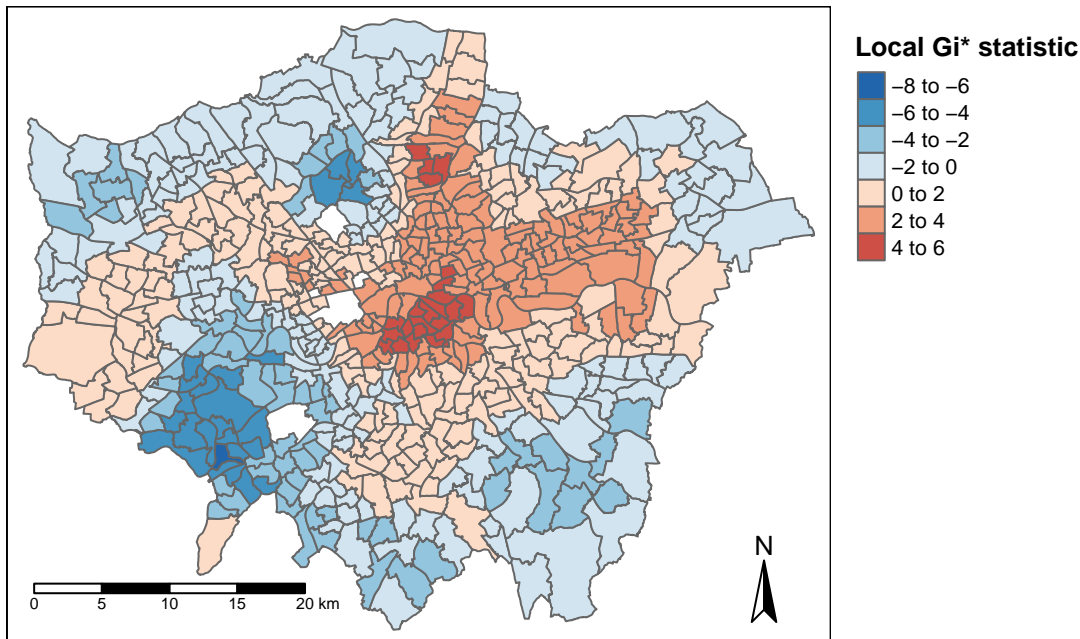 Local Gi* statistic
−8 to −6
−6 to −4
−4 to −2
−2 to 0
0 to 2
2 to 4
4 to 6
N
0 5 10 15 20 km